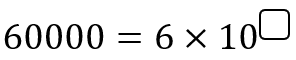 60000 = 6 × 10^□